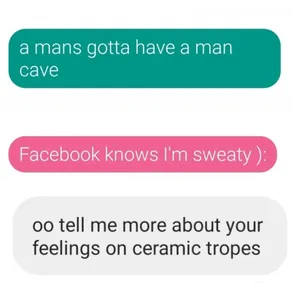 a mans gotta have a man
cave
Facebook knows I'm sweaty ):
oo tell me more about your
feelings on ceramic tropes